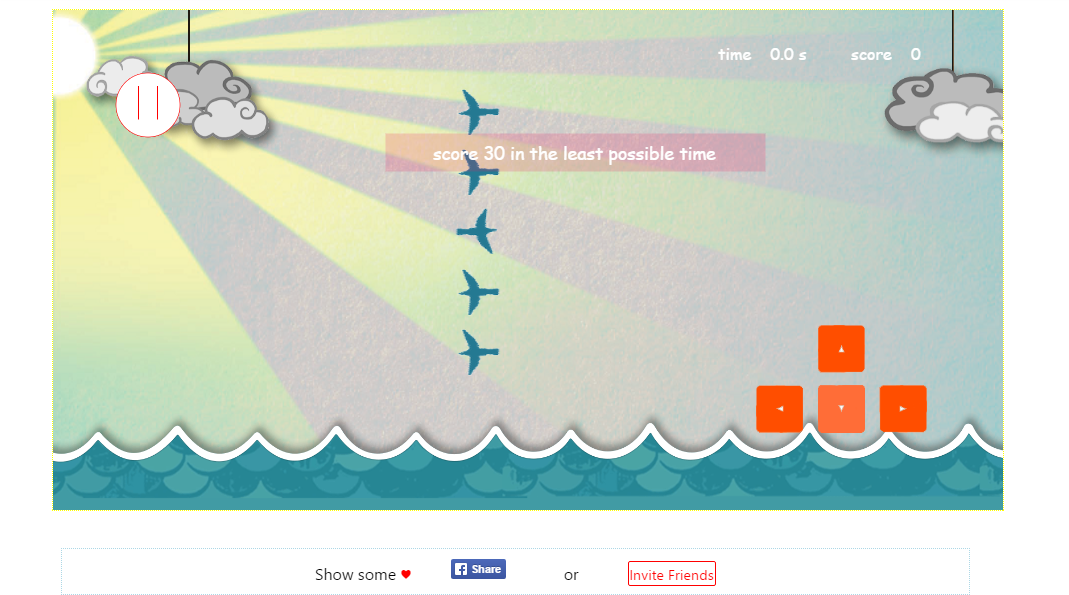 time 0.0 s score 0
score 30 in the least possible time
Show some Share or Invite Friends